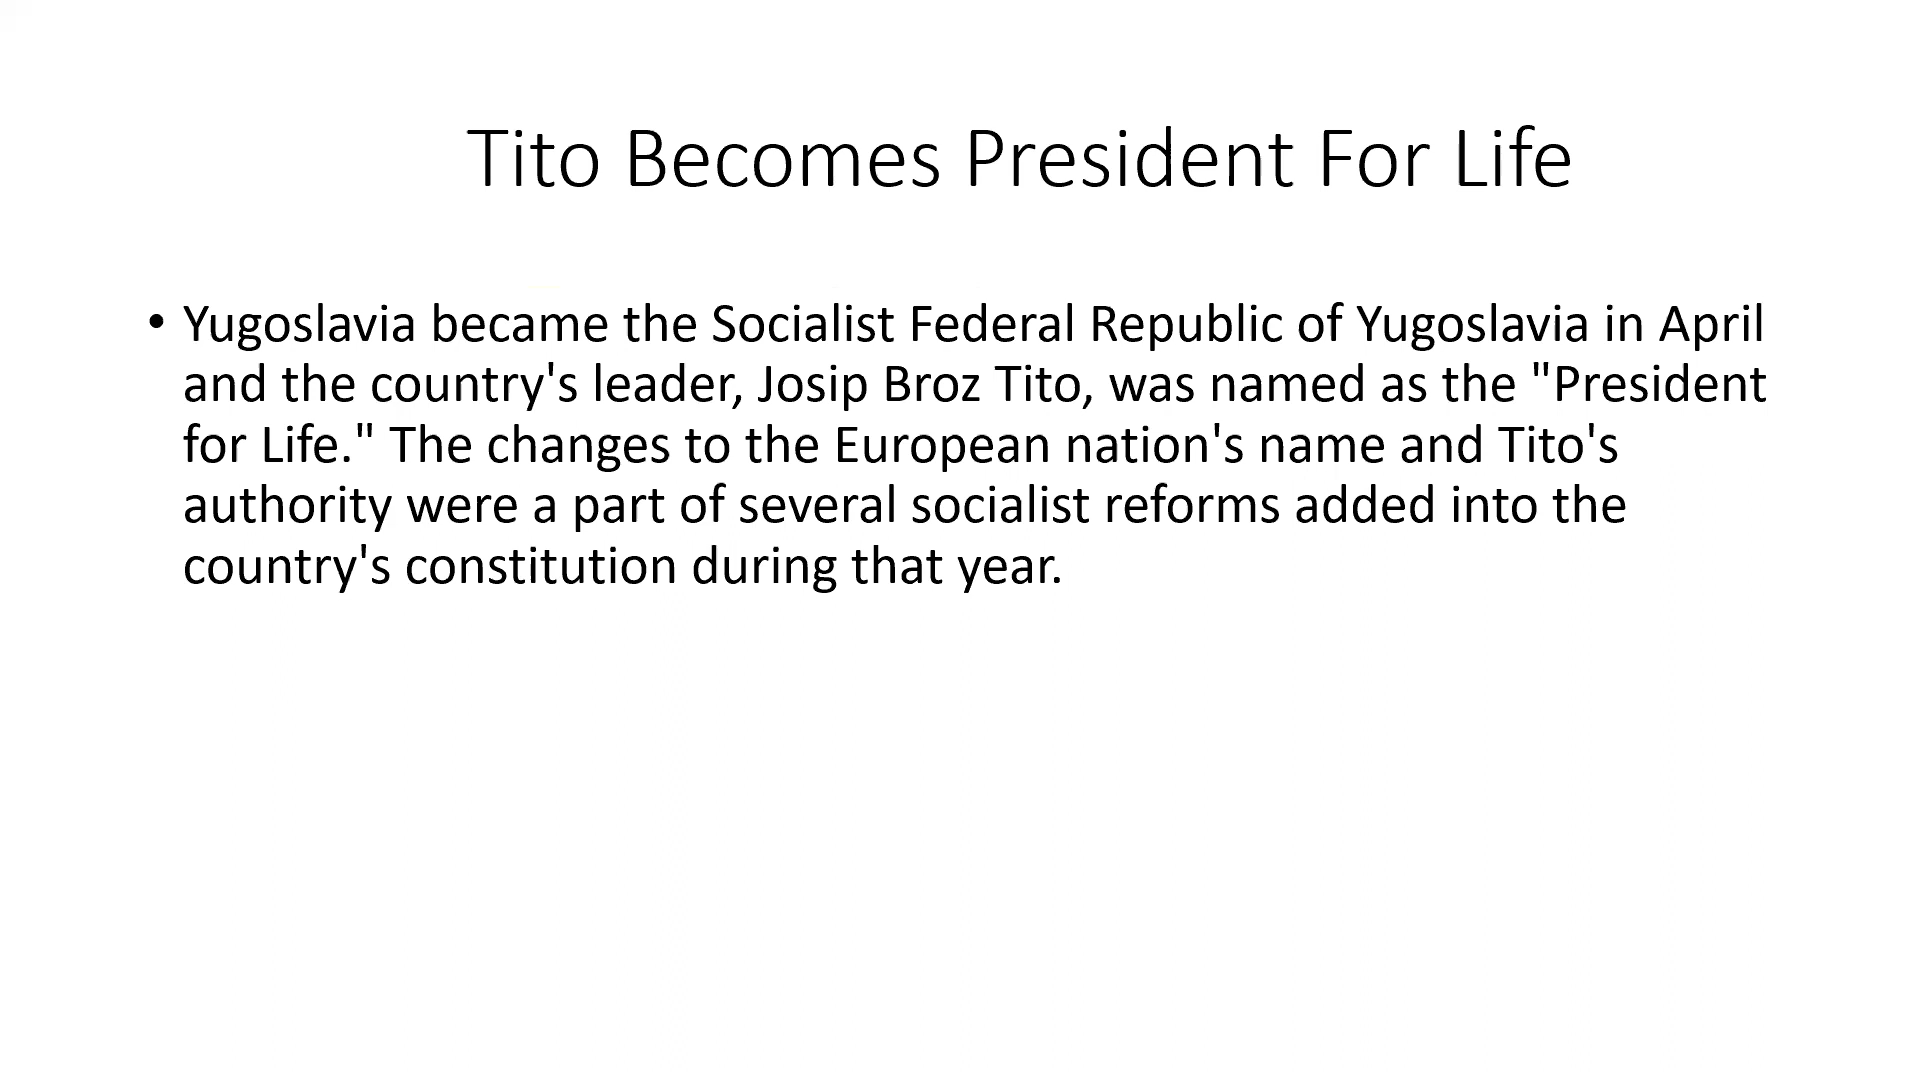 Tito Becomes President For Life
• Yugoslavia became the Socialist Federal Republic of Yugoslavia in April
and the country's leader, Josip Broz Tito, was named as the "President
for Life." The changes to the European nation's name and Tito's
authority were a part of several socialist reforms added into the
country's constitution during that year.